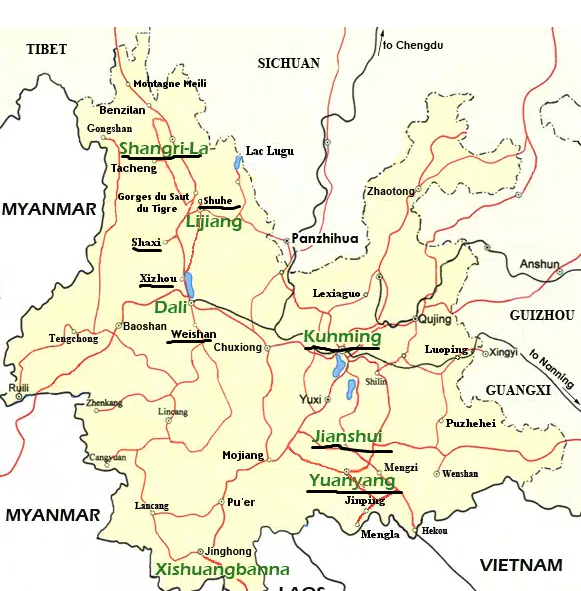 TIBET
to Chengdu
SICHUAN
Montagne Meili
Benzilan
Gongshan
Shangri-La
Lac Lugu
Tacheng
Zhaotong
Gorges du Saut
du Tigre
Shuhe
MYANMAR
Lijiang
Panzhihua
Shaxi
Anshun
Xizhou
Lexiaguo
Dali
GUIZHOU
Qujing
Baoshan
Weishan
Kunming
Tengchong
Chuxiong
Luoping
Xingyi
to Nanning
Ruili
Shilin
GUANGXI
Zhenkang
Lincang
Yuxi
Puzhehei
Jianshui
Cangyuan
Mojiang
Mengzi
Wenshan
Yuanyang
Lancang
Pu'er
Jinping
MYANMAR
Mengla
Hekou
Jinghong
VIETNAM
Xishuangbanna
LAOS